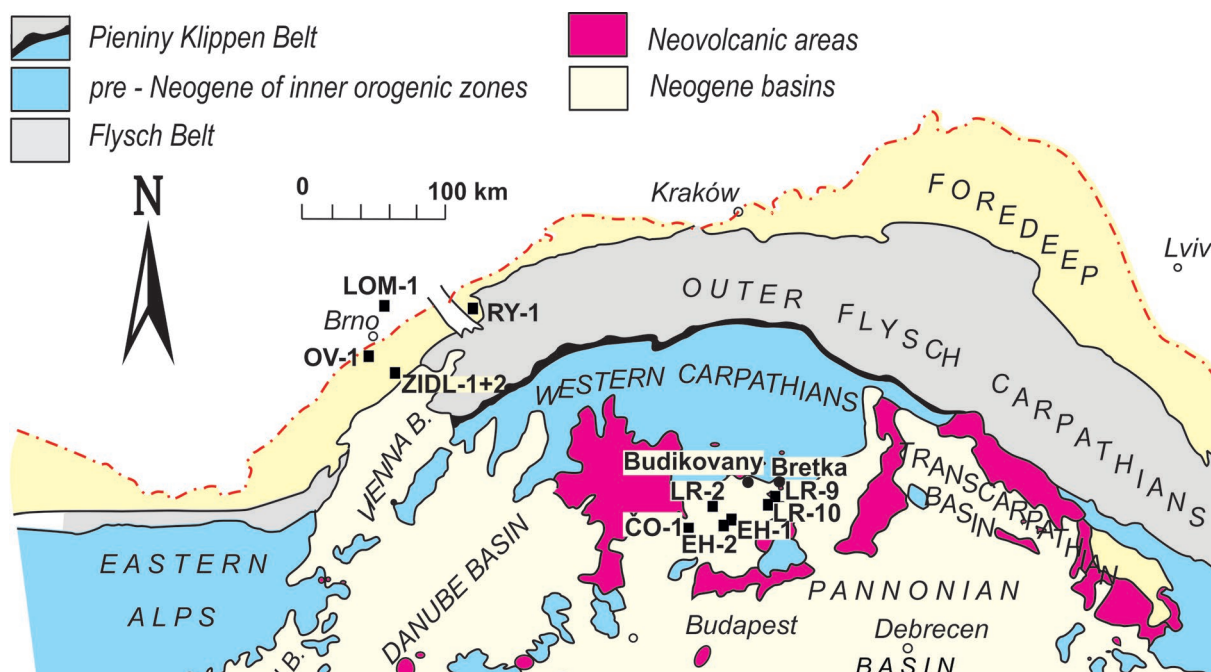 Pieniny Klippen Belt
pre - Neogene of inner orogenic zones
Flysch Belt
Neovolcanic areas
Neogene basins
N
0 100 km
Kraków
FOREDEEP
Lviv
LOM-1
Brno
RY-1
OV-1
ZIDL-1+2
OUTER FLYSCH CARPATHIANS
WESTERN CARPATHIANS
VIENNA B.
Budikovany
Bretka
LR-2
LR-9
LR-10
ČO-1
EH-1
EH-2
TRANSCARPATHIAN
BASIN
EASTERN
ALPS
DANUBE BASIN
PANNONIAN
BASIN
Budapest
Debrecen
B.